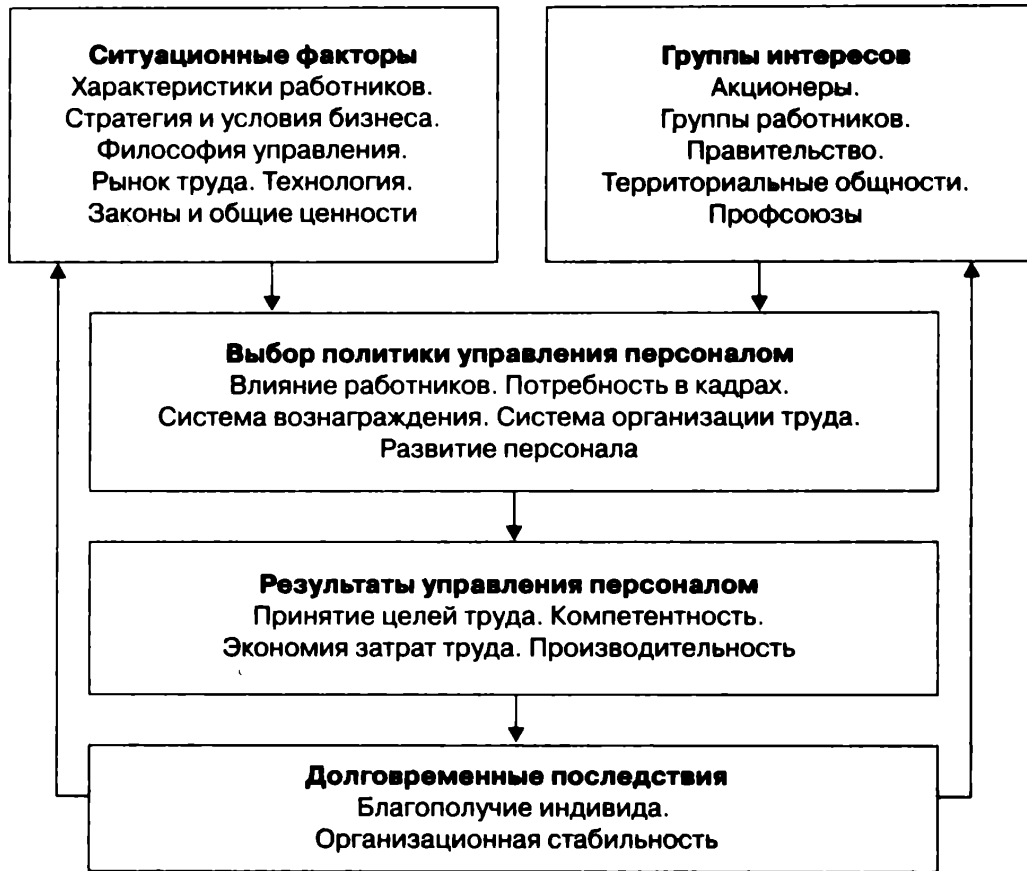 Ситуационные факторы
Характеристики работников.
Стратегия и условия бизнеса.
Философия управления.
Рынок труда. Технология.
Законы и общие ценности
Группы интересов
Акционеры.
Группы работников.
Правительство.
Территориальные общности.
Профсоюзы
Выбор политики управления персоналом
Влияние работников. Потребность в кадрах.
Система вознаграждения. Система организации труда.
Развитие персонала
Результаты управления персоналом
Принятие целей труда. Компетентность.
Экономия затрат труда. Производительность
Долговременные последствия
Благополучие индивида.
Организационная стабильность